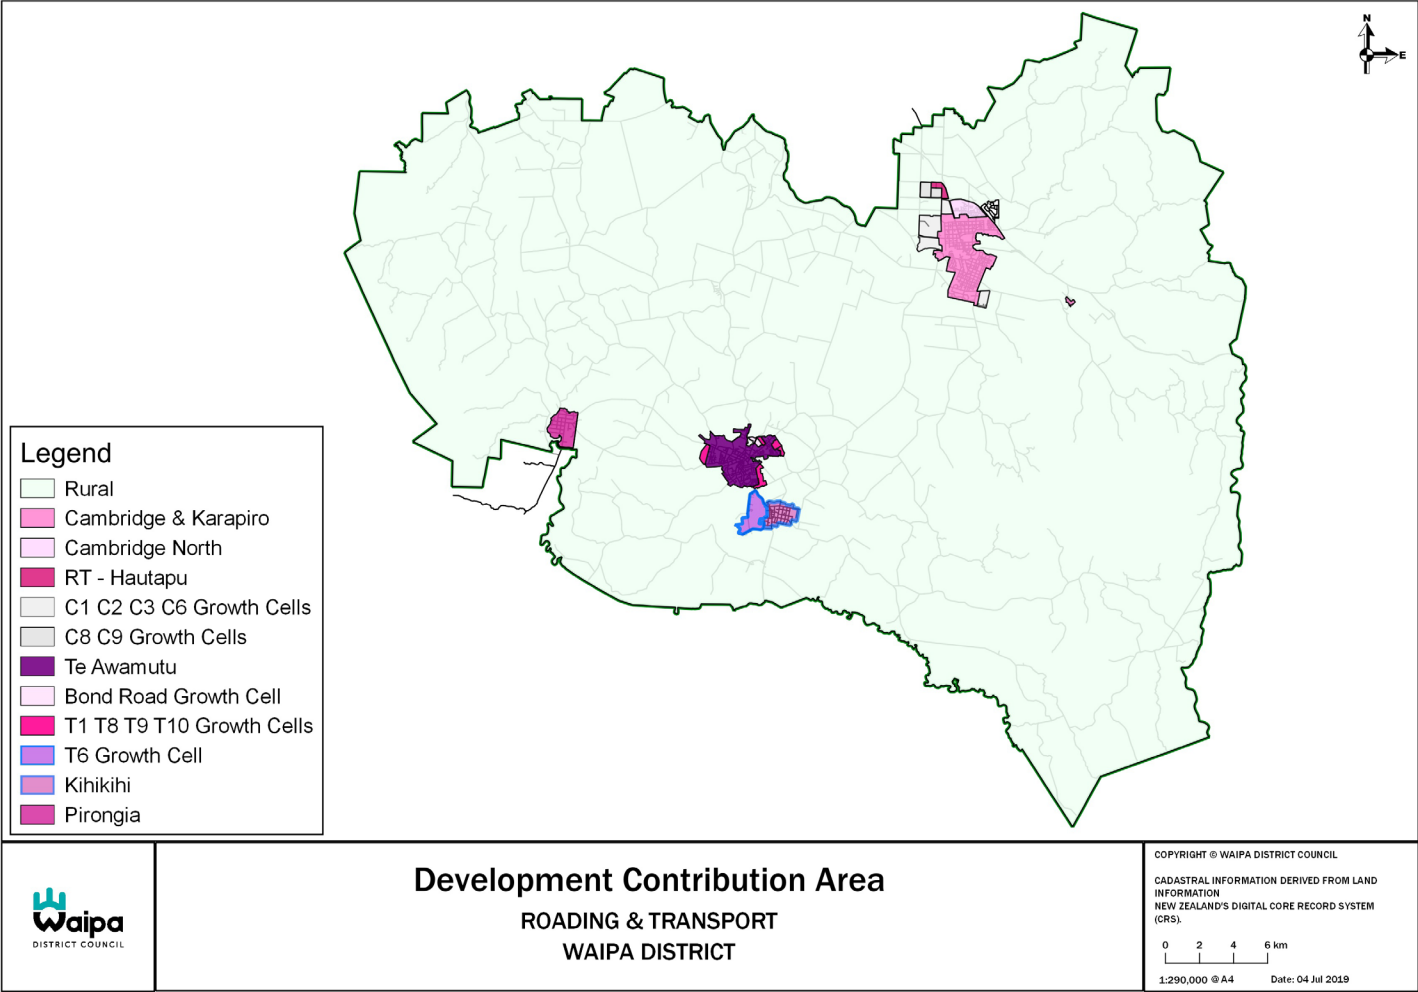 N
E
Legend
Rural
Cambridge & Karapiro
Cambridge North
RT - Hautapu
C1 C2 C3 C6 Growth Cells
C8 C9 Growth Cells
Te Awamutu
Bond Road Growth Cell
T1 T8 T9 T10 Growth Cells
T6 Growth Cell
Kihikihi
Pirongia
Waipa
DISTRICT COUNCIL
Development Contribution Area
ROADING & TRANSPORT
WAIPA DISTRICT
COPYRIGHT © WAIPA DISTRICT COUNCIL
CADASTRAL INFORMATION DERIVED FROM LAND
INFORMATION
NEW ZEALAND'S DIGITAL CORE RECORD SYSTEM
(CRS).
0 2 4 6 km
1:290,000 @ A4 Date: 04 Jul 2019